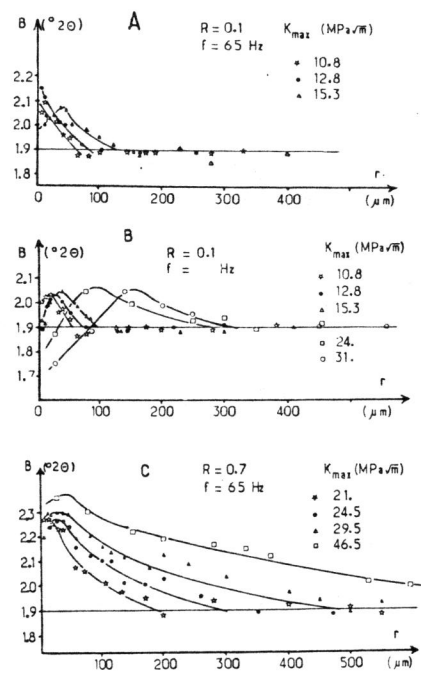 B (°2Θ) A R = 0.1 Kmax (MPa√m)
f = 65 Hz ☆ 10.8
2.2 • 12.8
2.1 ▲ 15.3
2.0
1.9
1.8 r
0 100 200 300 400 (μm)
B (°2Θ) B R = 0.1 Kmax (MPa√m)
f = Hz ☆ 10.8
2.1 • 12.8
2.0 ▲ 15.3
1.9 □ 24.
1.8 ○ 31.
1.7 r
0 100 200 300 400 (μm)
B (°2Θ) C R = 0.7 Kmax (MPa√m)
f = 65 Hz ★ 21.
2.3 • 24.5
2.2 ▲ 29.5
2.1 □ 46.5
2.0
1.9
1.8 r
100 200 300 400 500 (μm)